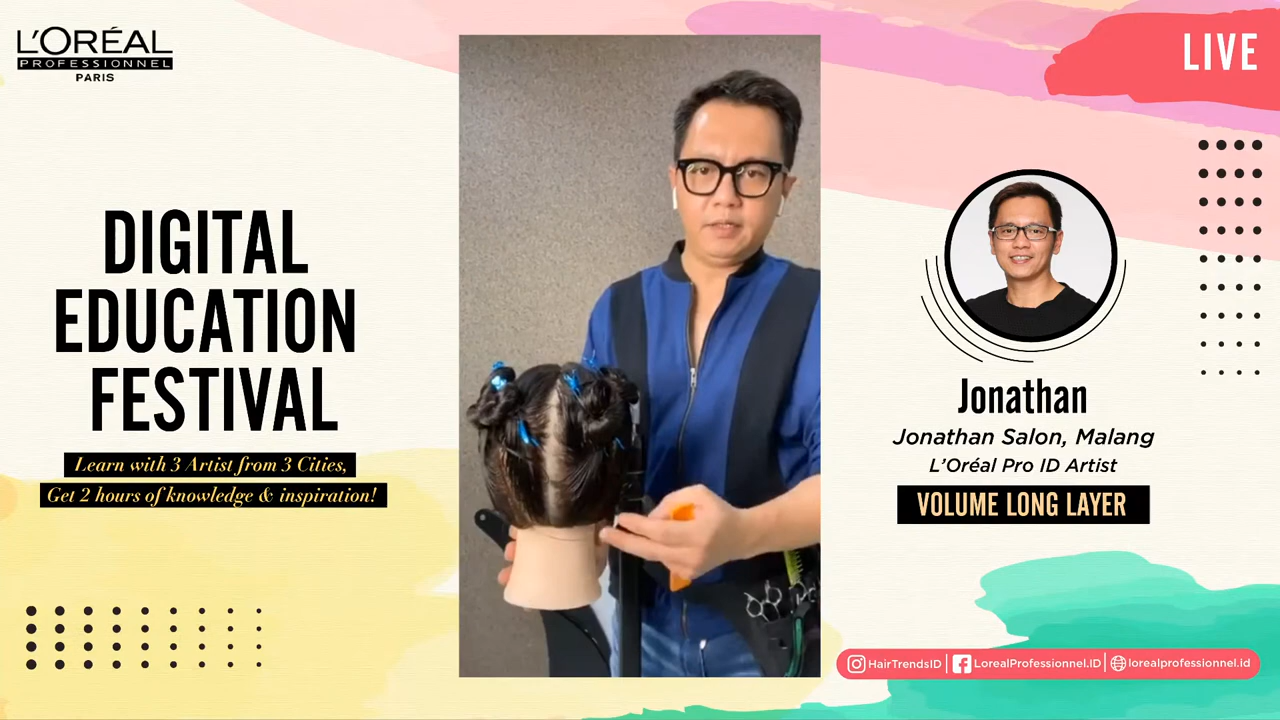 L'ORÉAL
PROFESSIONNEL
PARIS
LIVE
DIGITAL
EDUCATION
FESTIVAL
Learn with 3 Artist from 3 Cities,
Get 2 hours of knowledge & inspiration!
Jonathan
Jonathan Salon, Malang
L'Oréal Pro ID Artist
VOLUME LONG LAYER
HairTrendsID | LorealProfessionnel.ID | lorealprofessionnel.id